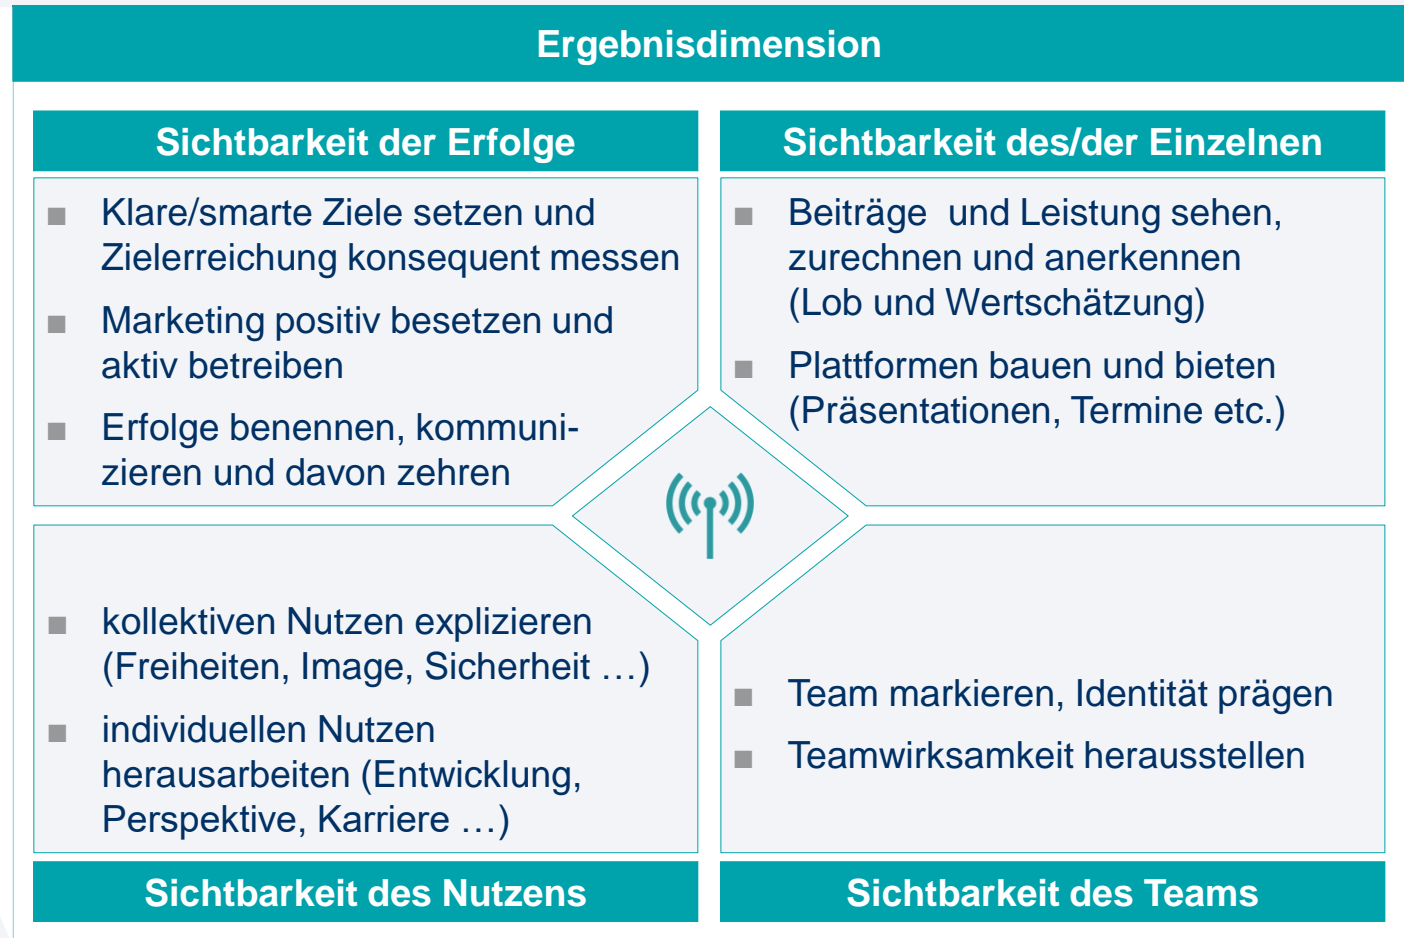 Ergebnisdimension
Sichtbarkeit der Erfolge
■ Klare/smarte Ziele setzen und
Zielerreichung konsequent messen
■ Marketing positiv besetzen und
aktiv betreiben
■ Erfolge benennen, kommuni-
zieren und davon zehren
Sichtbarkeit des/der Einzelnen
■ Beiträge  und Leistung sehen,
zurechnen und anerkennen
(Lob und Wertschätzung)
■ Plattformen bauen und bieten
(Präsentationen, Termine etc.)
■ kollektiven Nutzen explizieren
(Freiheiten, Image, Sicherheit …)
■ individuellen Nutzen
herausarbeiten (Entwicklung,
Perspektive, Karriere …)
Sichtbarkeit des Nutzens
■ Team markieren, Identität prägen
■ Teamwirksamkeit herausstellen
Sichtbarkeit des Teams